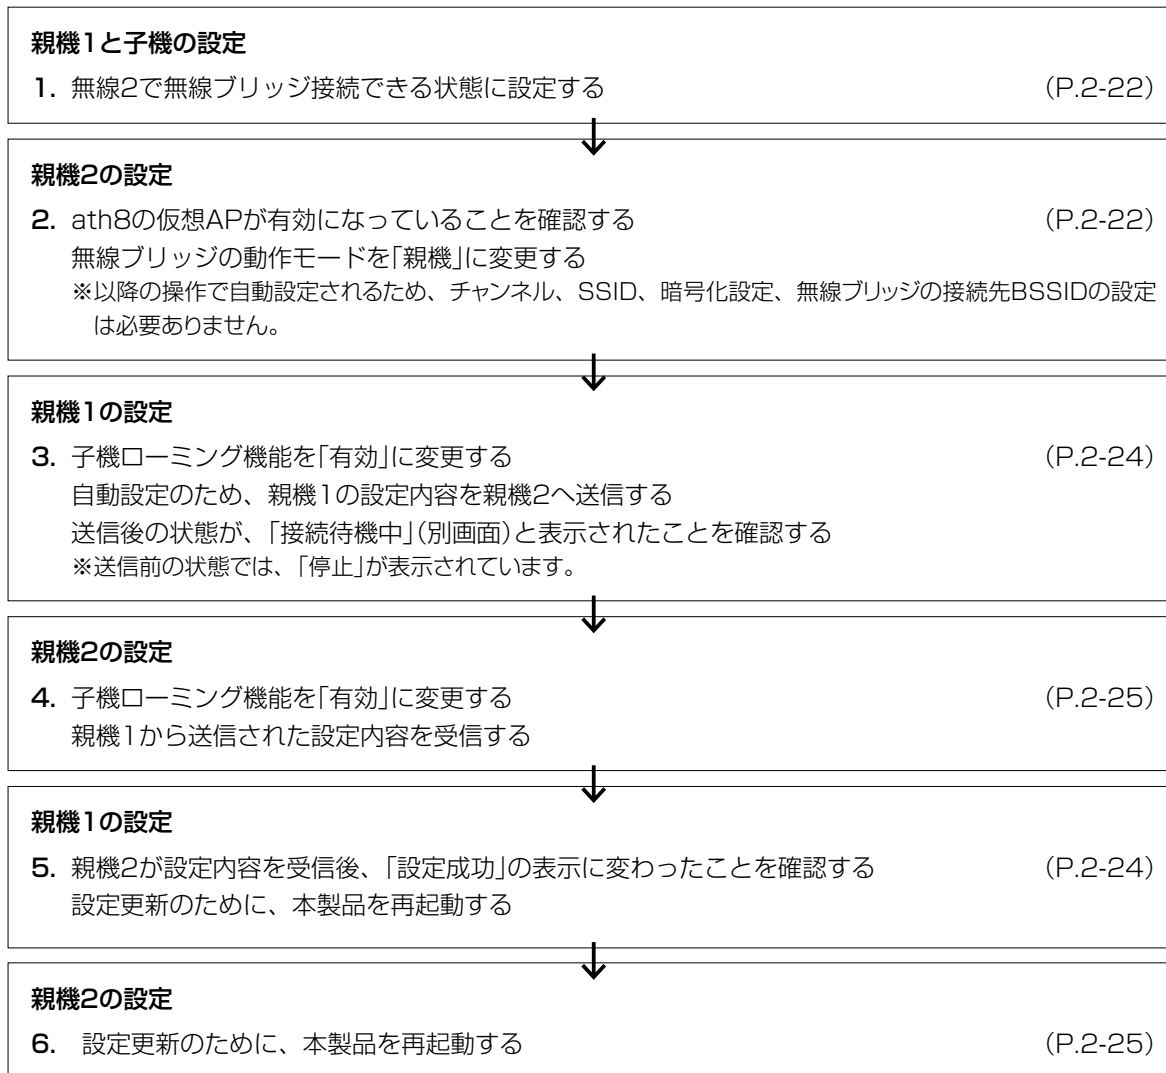 親機1と子機の設定
1. 無線2で無線ブリッジ接続できる状態に設定する (P.2-22)
親機2の設定
2. ath8の仮想APが有効になっていることを確認する (P.2-22)
無線ブリッジの動作モードを「親機」に変更する
※以降の操作で自動設定されるため、チャンネル、SSID、暗号化設定、無線ブリッジの接続先BSSIDの設定
は必要ありません。
親機1の設定
3. 子機ローミング機能を「有効」に変更する (P.2-24)
自動設定のため、親機1の設定内容を親機2へ送信する
送信後の状態が、「接続待機中」(別画面)と表示されたことを確認する
※送信前の状態では、「停止」が表示されています。
親機2の設定
4. 子機ローミング機能を「有効」に変更する (P.2-25)
親機1から送信された設定内容を受信する
親機1の設定
5. 親機2が設定内容を受信後、「設定成功」の表示に変わったことを確認する (P.2-24)
設定更新のために、本製品を再起動する
親機2の設定
6. 設定更新のために、本製品を再起動する (P.2-25)